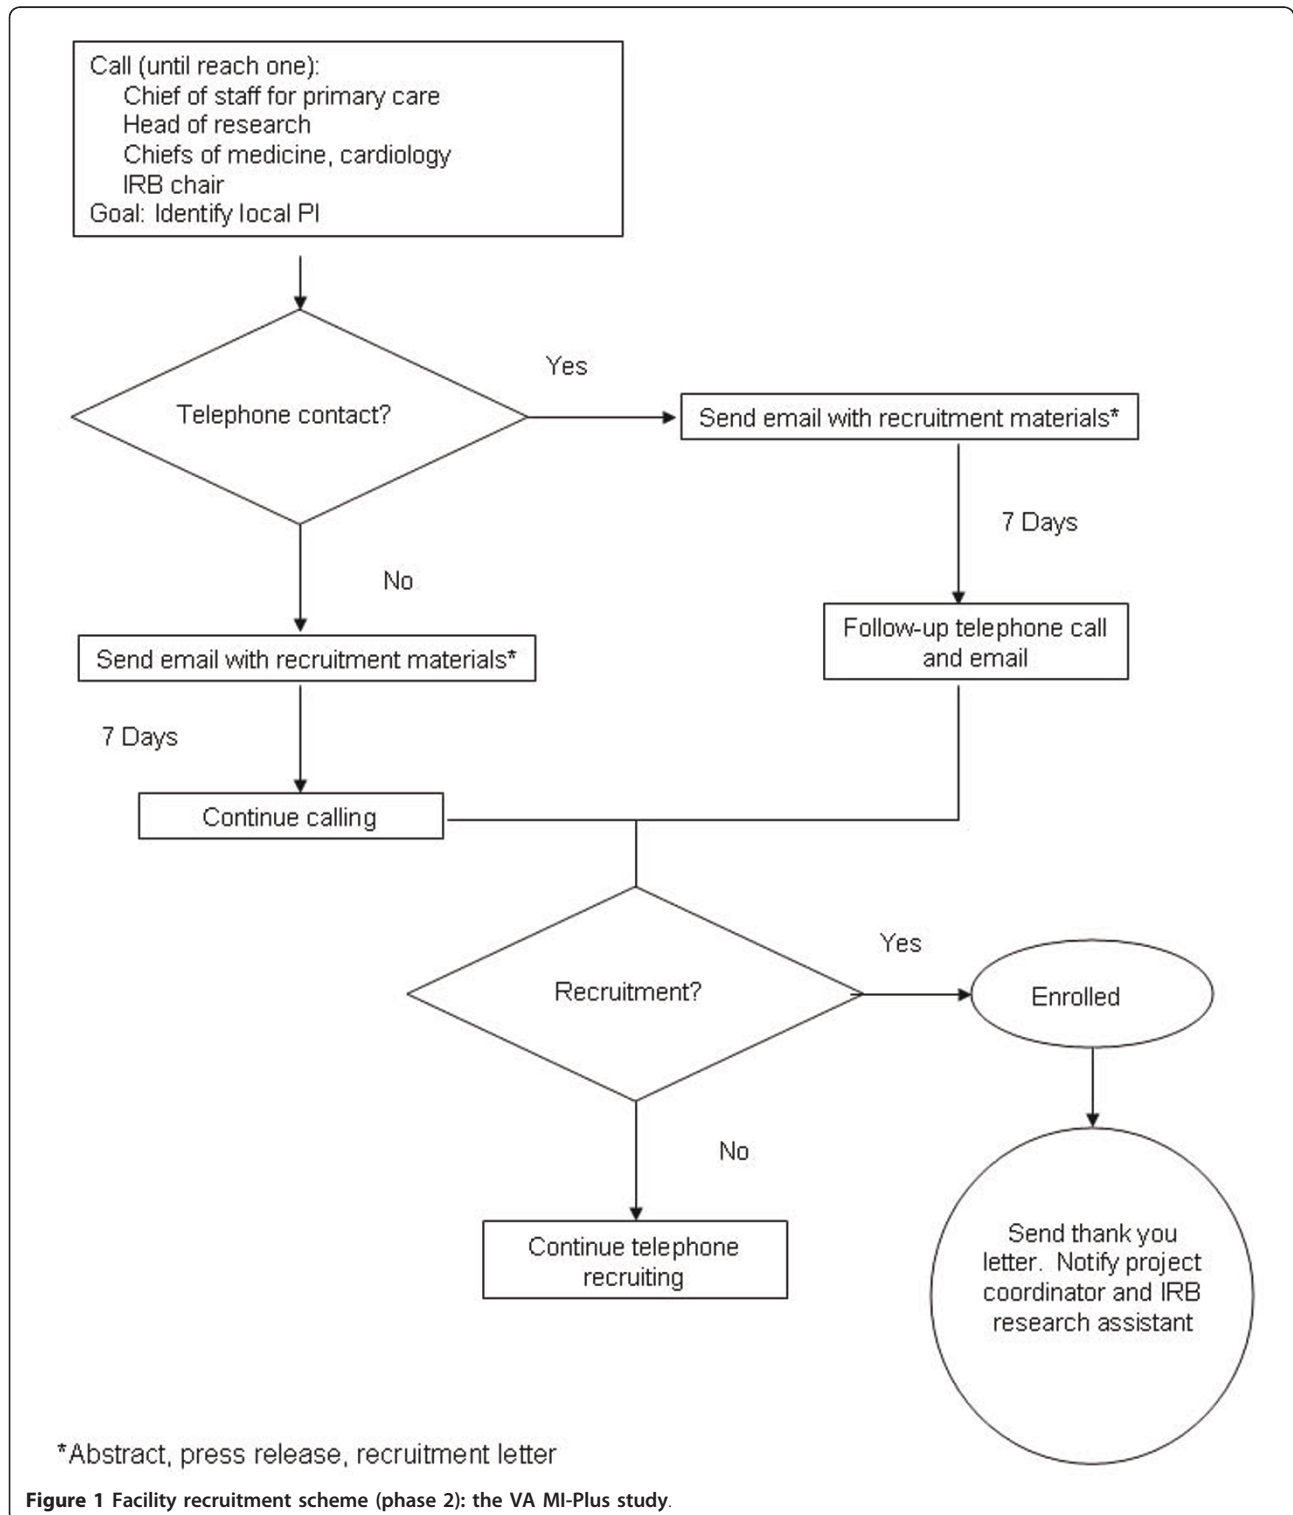 Call (until reach one):
Chief of staff for primary care
Head of research
Chiefs of medicine, cardiology
IRB chair
Goal: Identify local PI
Yes
Telephone contact?
Send email with recruitment materials*
7 Days
No
Follow-up telephone call
and email
Send email with recruitment materials*
7 Days
Continue calling
Yes
Recruitment?
Enrolled
No
Continue telephone
recruiting
Send thank you
letter. Notify project
coordinator and IRB
research assistant
*Abstract, press release, recruitment letter
Figure 1 Facility recruitment scheme (phase 2): the VA MI-Plus study.